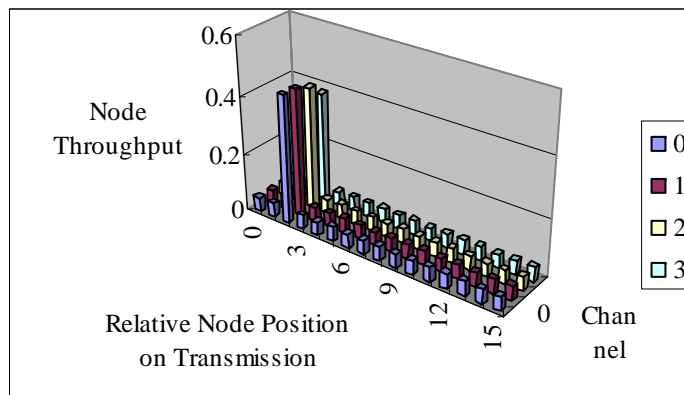 0.6
0.4
0.2
0
Node
Throughput
0
3
6
9
12
15
Relative Node Position
on Transmission
0
Chan
nel
0
1
2
3